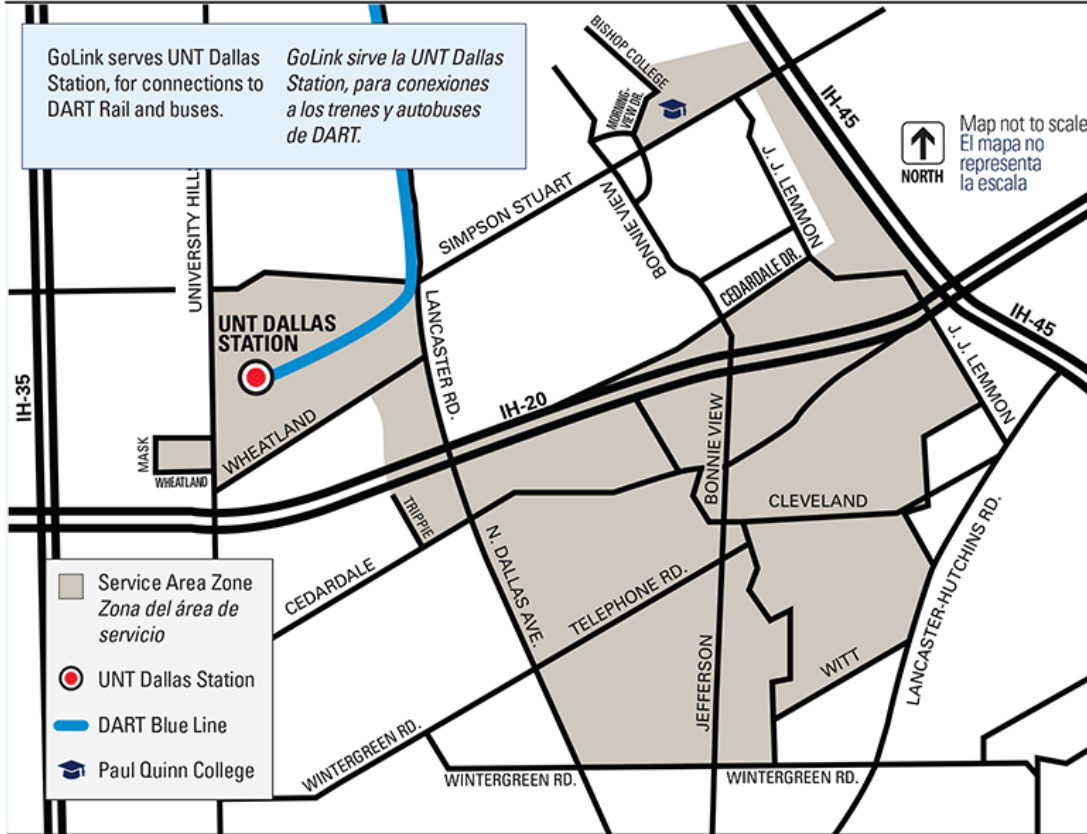 GoLink serves UNT Dallas
Station, for connections to
DART Rail and buses.
GoLink sirve la UNT Dallas
Station, para conexiones
a los trenes y autobuses
de DART.
BISHOP COLLEGE
MORNING-
VIEW DR.
IH-45
NORTH
Map not to scale
El mapa no
representa
la escala
UNIVERSITY HILLS
SIMPSON STUART
BONNIE VIEW
J. J. LEMMON
CEDARDALE DR.
UNT DALLAS
STATION
LANCASTER RD.
IH-45
J. J. LEMMON
IH-35
IH-20
WHEATLAND
MASK
WHEATLAND
BONNIE VIEW
CLEVELAND
TRIPPIE
N. DALLAS AVE.
CEDARDALE
TELEPHONE RD.
LANCASTER-HUTCHINS RD.
WITT
JEFFERSON
WINTERGREEN RD.
WINTERGREEN RD.
WINTERGREEN RD.
Service Area Zone
Zona del área de
servicio
UNT Dallas Station
DART Blue Line
Paul Quinn College